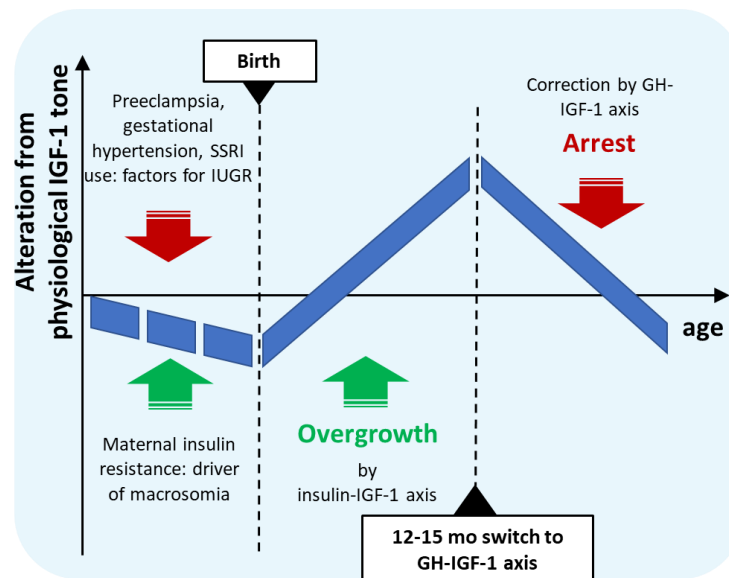 Birth
Alteration from
physiological IGF-1 tone
Preeclampsia,
gestational
hypertension, SSRI
use: factors for IUGR
Correction by GH-
IGF-1 axis
Arrest
age
Maternal insulin
resistance: driver
of macrosomia
Overgrowth
by
insulin-IGF-1 axis
12-15 mo switch to
GH-IGF-1 axis